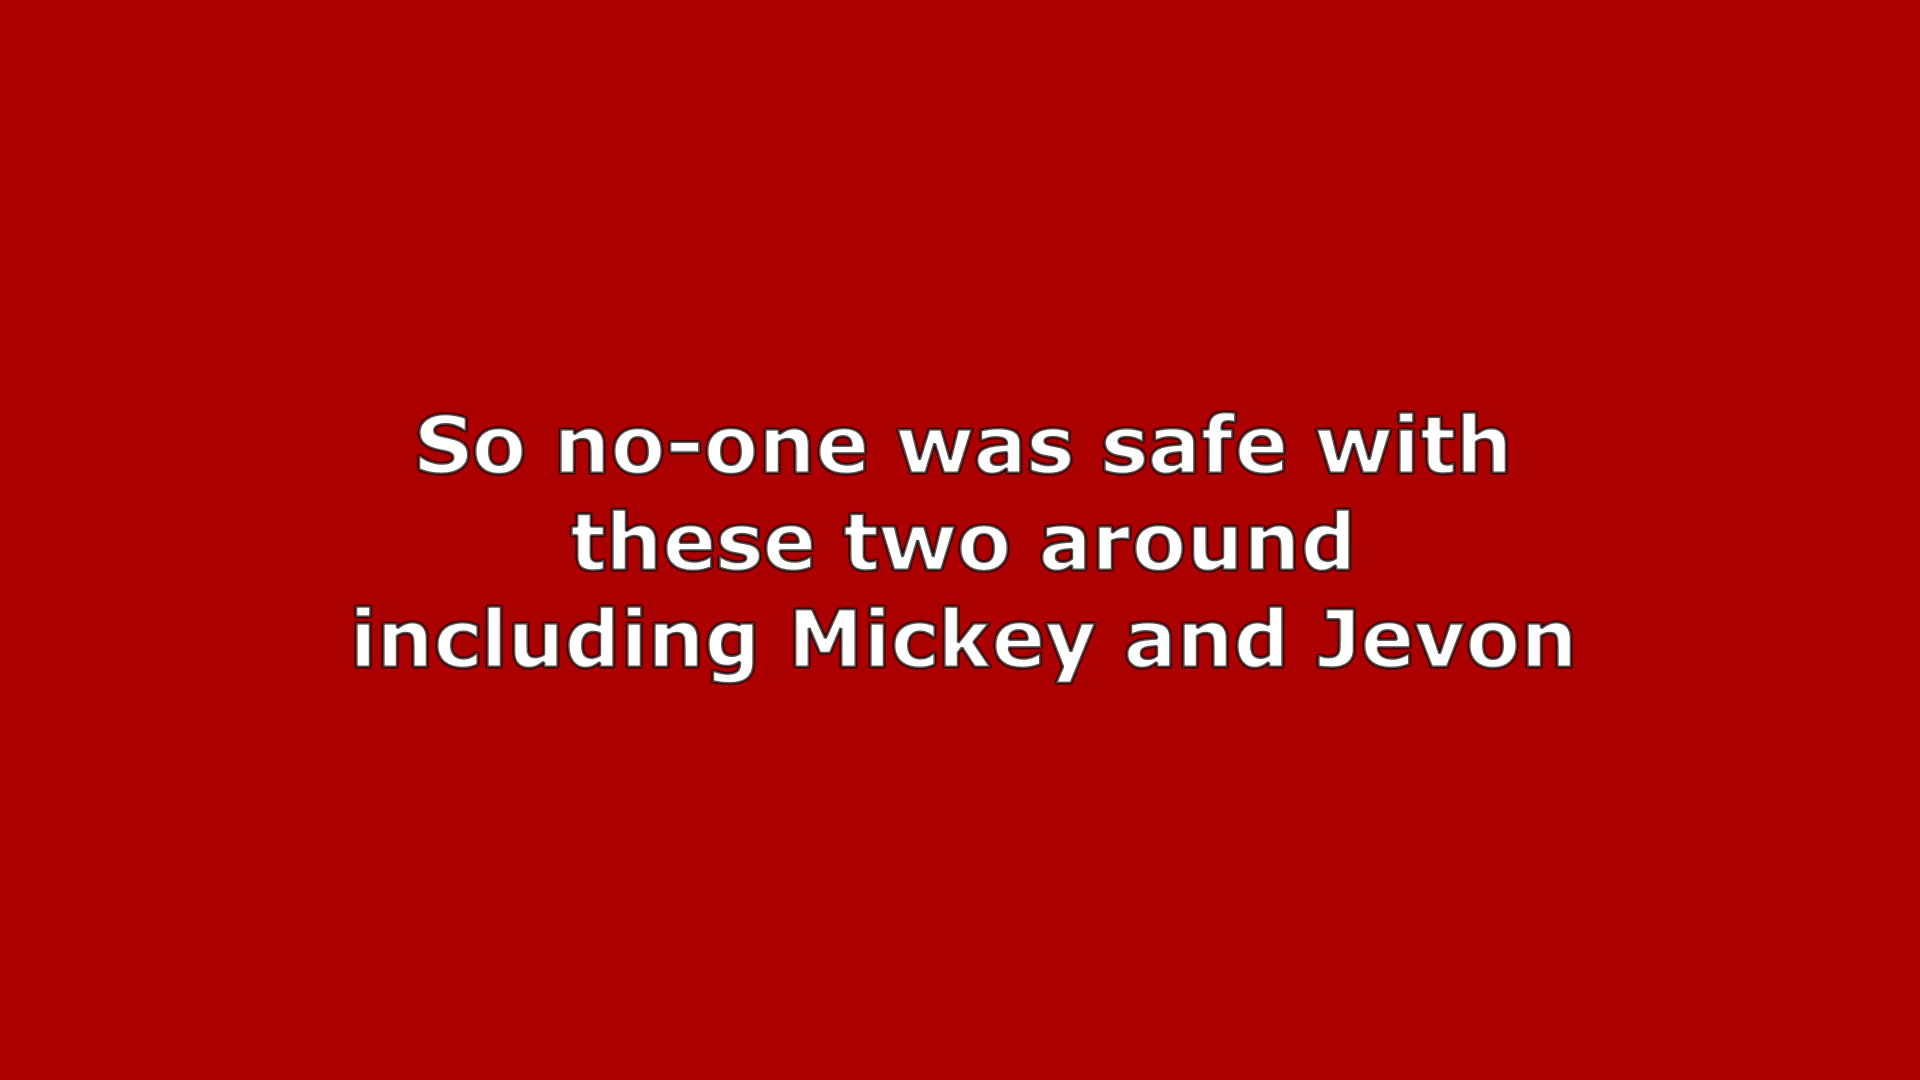 So no-one was safe with
these two around
including Mickey and Jevon